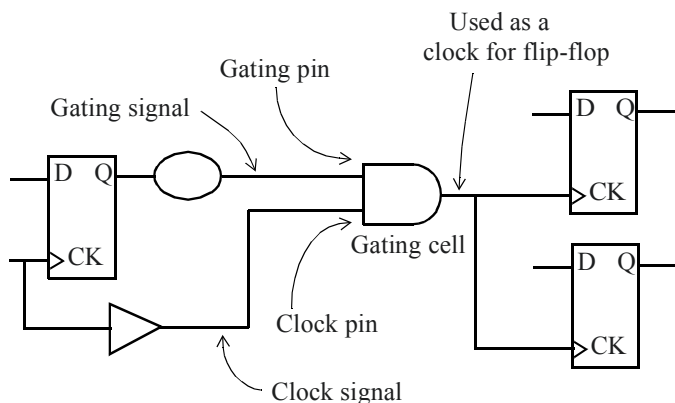 Used as a
clock for flip-flop
Gating pin
Gating signal
D Q
CK
D Q
CK
Gating cell
D Q
CK
Clock pin
Clock signal